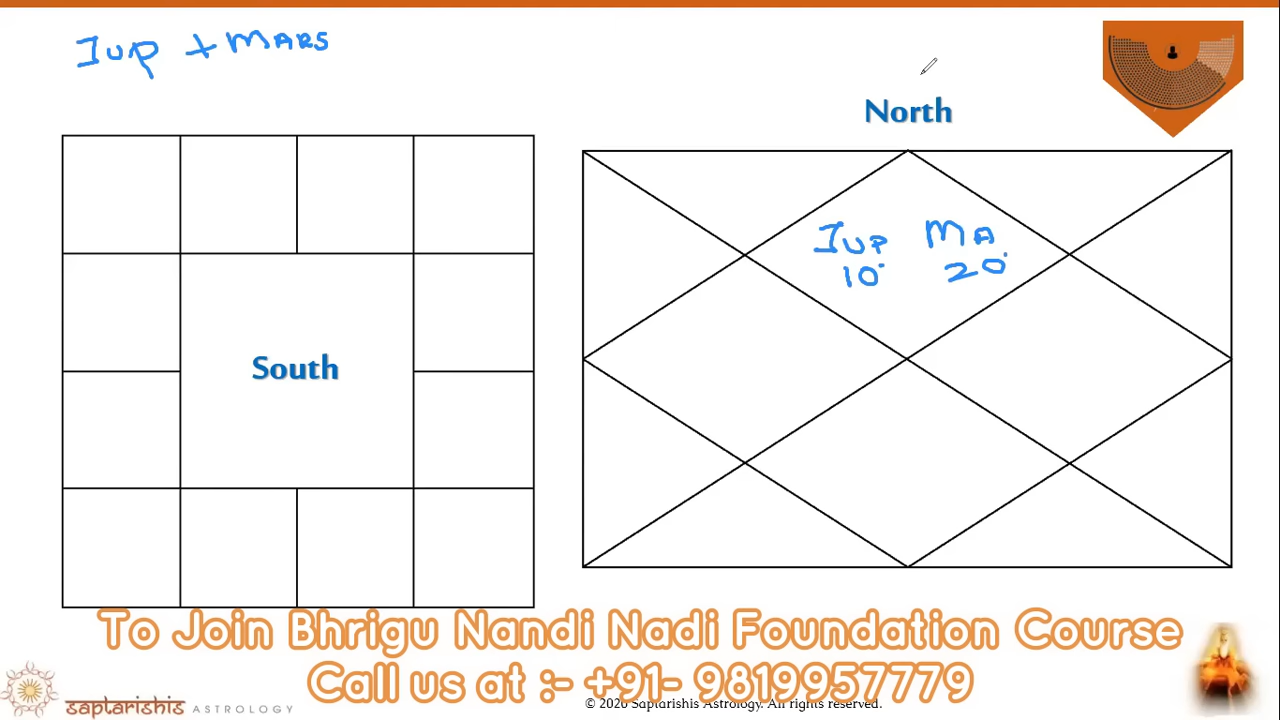 Jup + MARS
North
Jup MA
10° 20°
South
To Join Bhrigu Nandi Nadi Foundation Course
Call us at :- +91- 9819957779
saptarishis ASTROLOGY
© 2020 Saptarishis Astrology. All rights reserved.